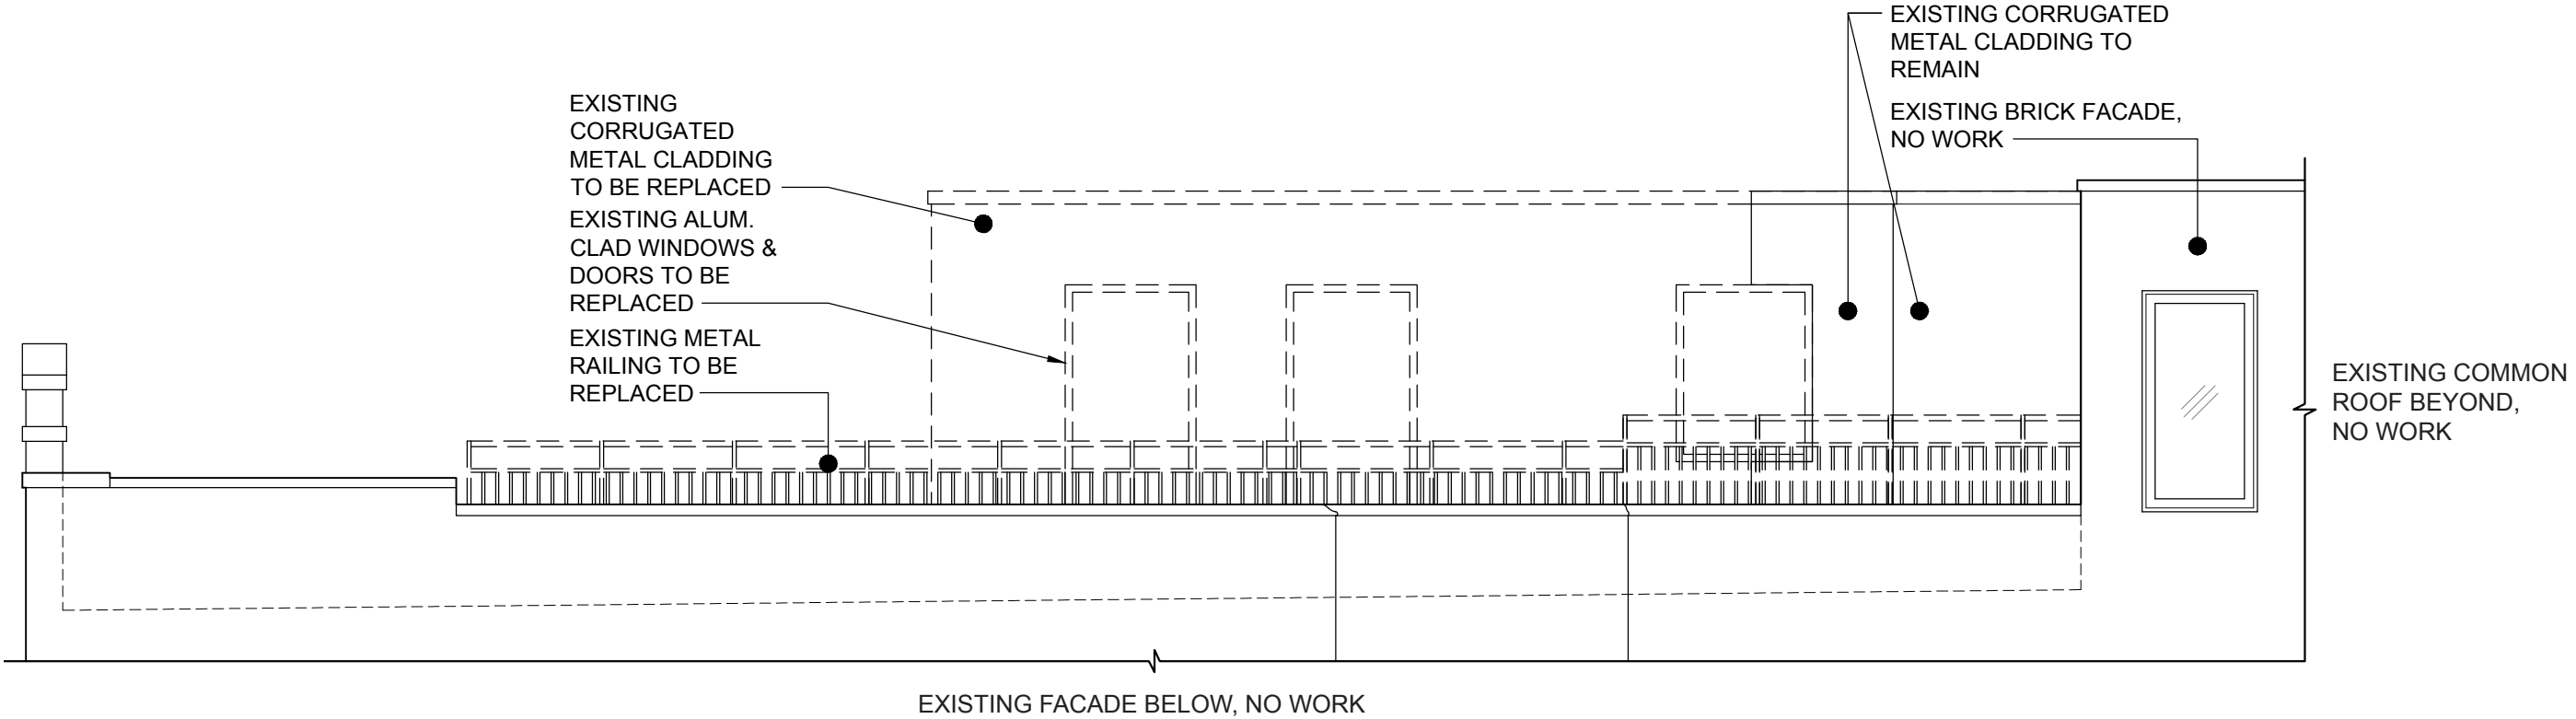 EXISTING CORRUGATED
METAL CLADDING TO
REMAIN
EXISTING BRICK FACADE,
NO WORK
EXISTING
CORRUGATED
METAL CLADDING
TO BE REPLACED
EXISTING ALUM.
CLAD WINDOWS &
DOORS TO BE
REPLACED
EXISTING METAL
RAILING TO BE
REPLACED
EXISTING COMMON
ROOF BEYOND,
NO WORK
EXISTING FACADE BELOW, NO WORK